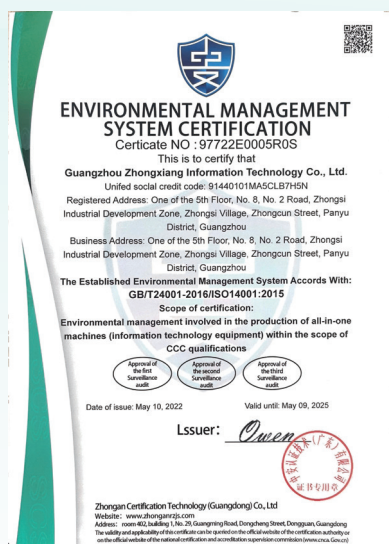 ENVIRONMENTAL MANAGEMENT
SYSTEM CERTIFICATION
Certicate NO : 97722E0005R0S
This is to certify that
Guangzhou Zhongxiang Information Technology Co., Ltd.
Unifed soclal credit code: 91440101MA5CLB7H5N
Registered Address: One of the 5th Floor, No. 8, No. 2 Road, Zhongsi
Industrial Development Zone, Zhongsi Village, Zhongcun Street, Panyu
District, Guangzhou
Business Address: One of the 5th Floor, No. 8, No. 2 Road, Zhongsi
Industrial Development Zone, Zhongsi Village, Zhongcun Street, Panyu
District, Guangzhou
The Established Environmental Management System Accords With:
GB/T24001-2016/ISO14001:2015
Scope of certification:
Environmental management involved in the production of all-in-one
machines (information technology equipment) within the scope of
CCC qualifications
Approval of
the first
Surveillance
audit
Approval of
the second
Surveillance
audit
Approval of
the third
Surveillance
audit
Date of issue: May 10, 2022
Valid until: May 09, 2025
Lssuer:
Owen
证书专用章
Zhongan Certification Technology (Guangdong) Co., Ltd
Website: www.zhonganrzjs.com
Address: room 402, building 1, No. 29, Guangming Road, Dongcheng Street, Dongguan, Guangdong
The validity and applicability of this certificate can be queried on the official website of the certification authority or
on the official website of the national certification and accreditation supervision commission (www.cnca.Gov.cn)